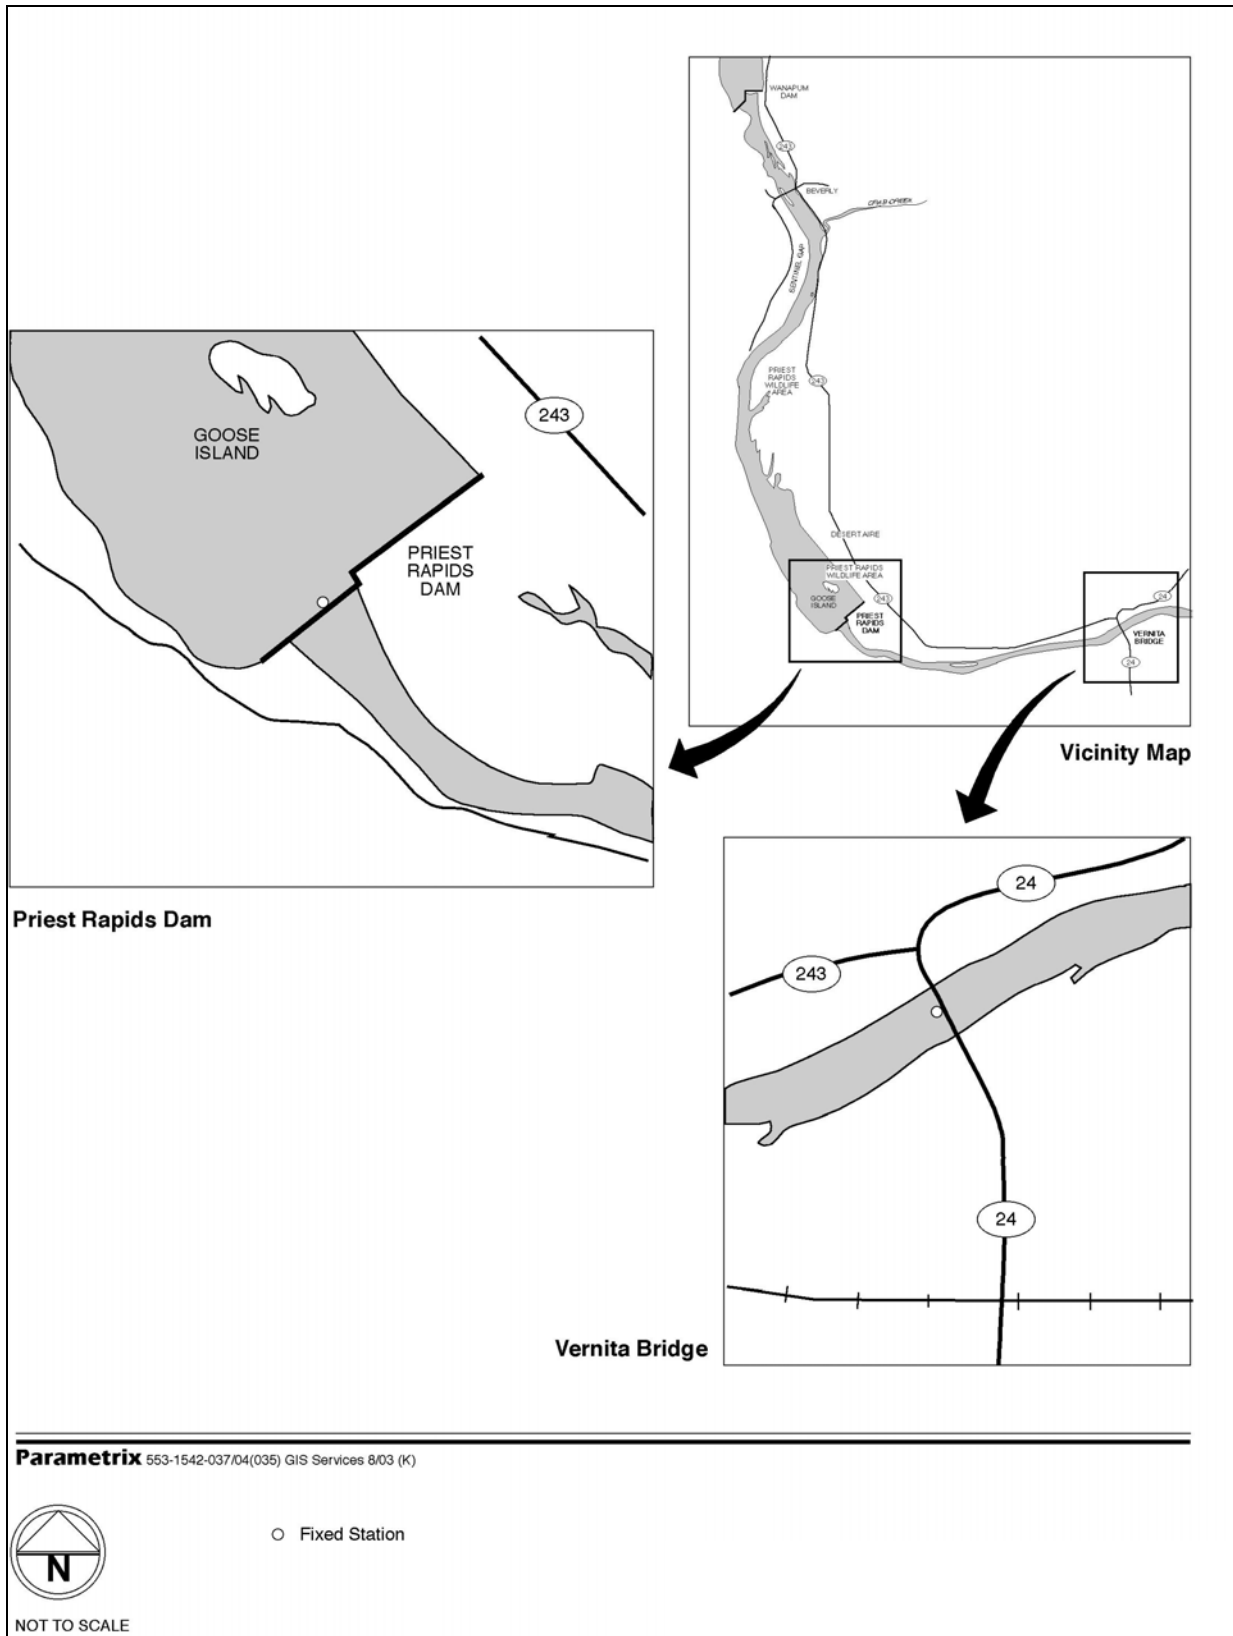 WANAPUM
DAM
243
BEVERLY
CRAB CREEK
SENTINEL GAP
PRIEST
RAPIDS
WILDLIFE
AREA
243
DESERT AIRE
PRIEST RAPIDS
WILDLIFE AREA
GOOSE
ISLAND
243
PRIEST
RAPIDS
DAM
24
VERNITA
BRIDGE
24
Vicinity Map
243
GOOSE
ISLAND
PRIEST
RAPIDS
DAM
Priest Rapids Dam
24
243
24
Vernita Bridge
Parametrix 553-1542-037/04(035) GIS Services 8/03 (K)
N
NOT TO SCALE
Fixed Station